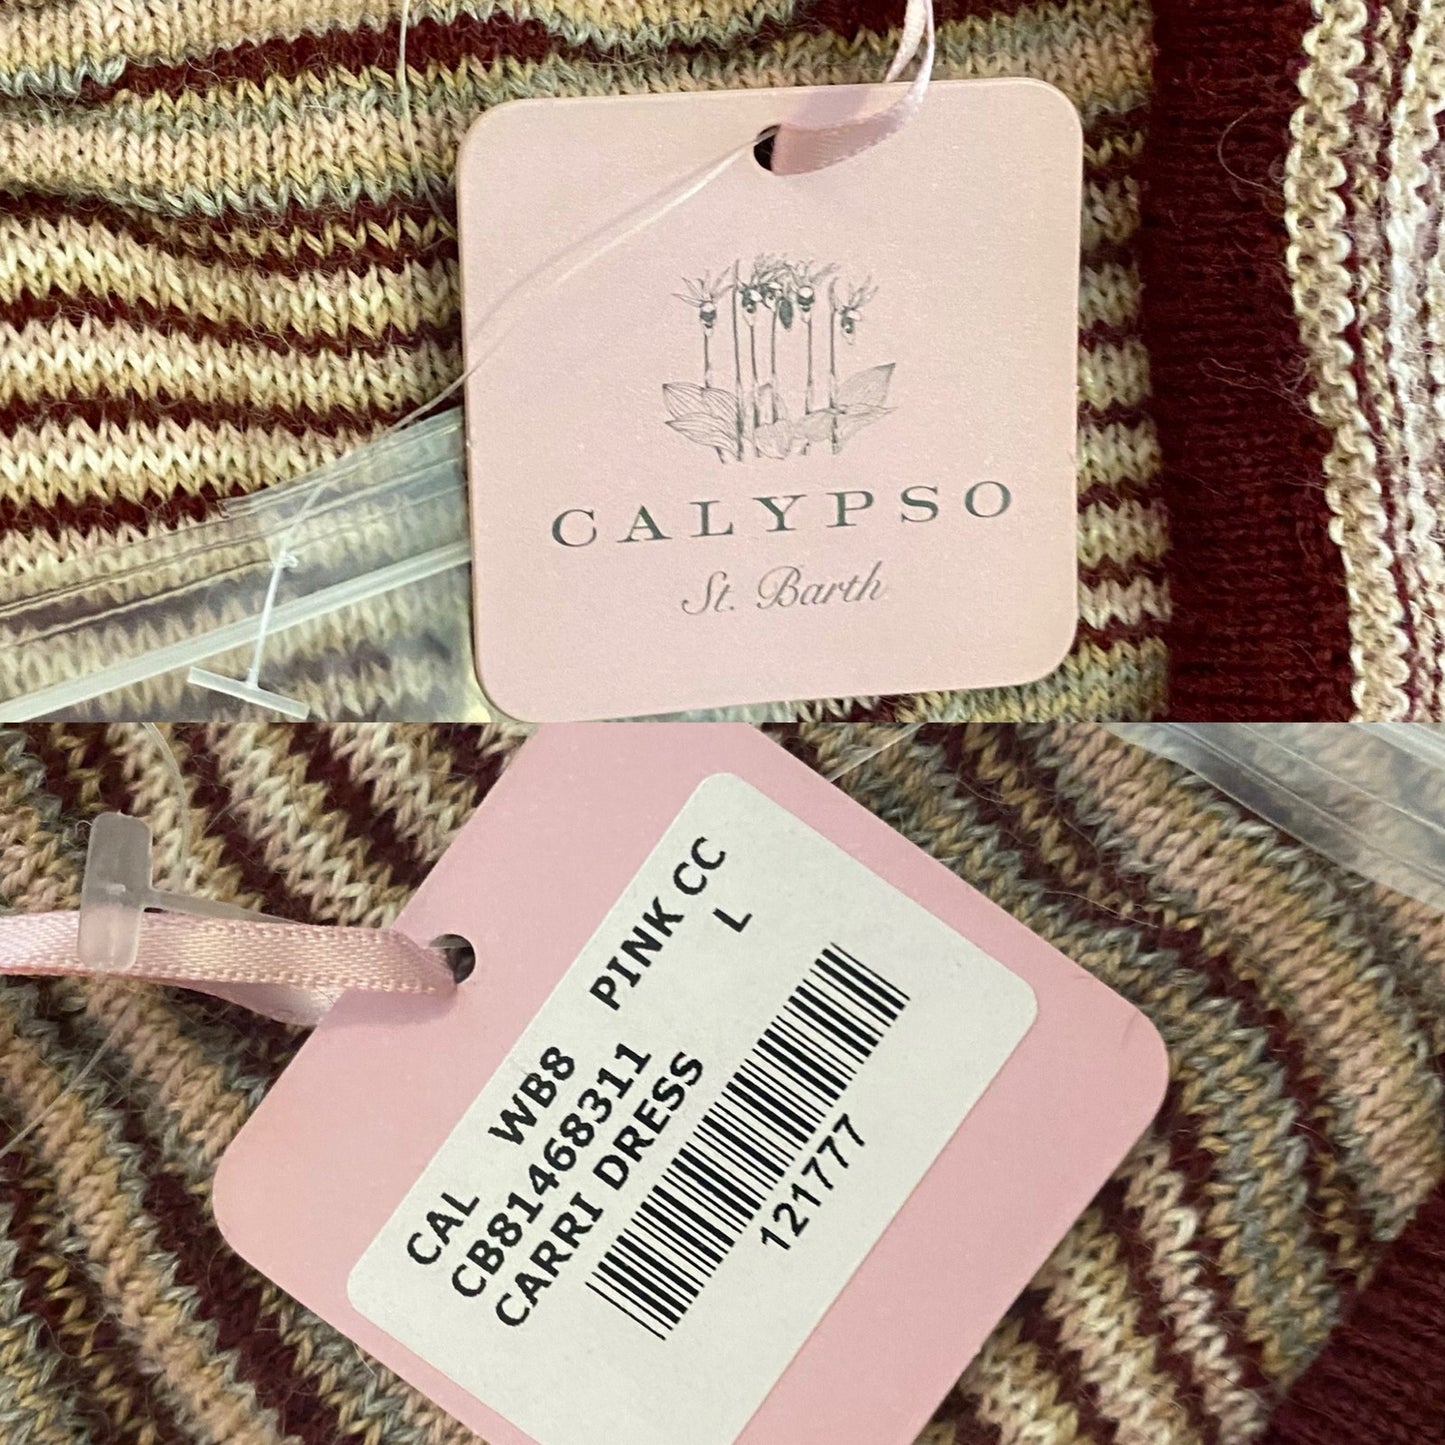 CALYPSO
St. Barth
CAL WB8 PINK CC
CB81468311 L
CARRI DRESS
121777